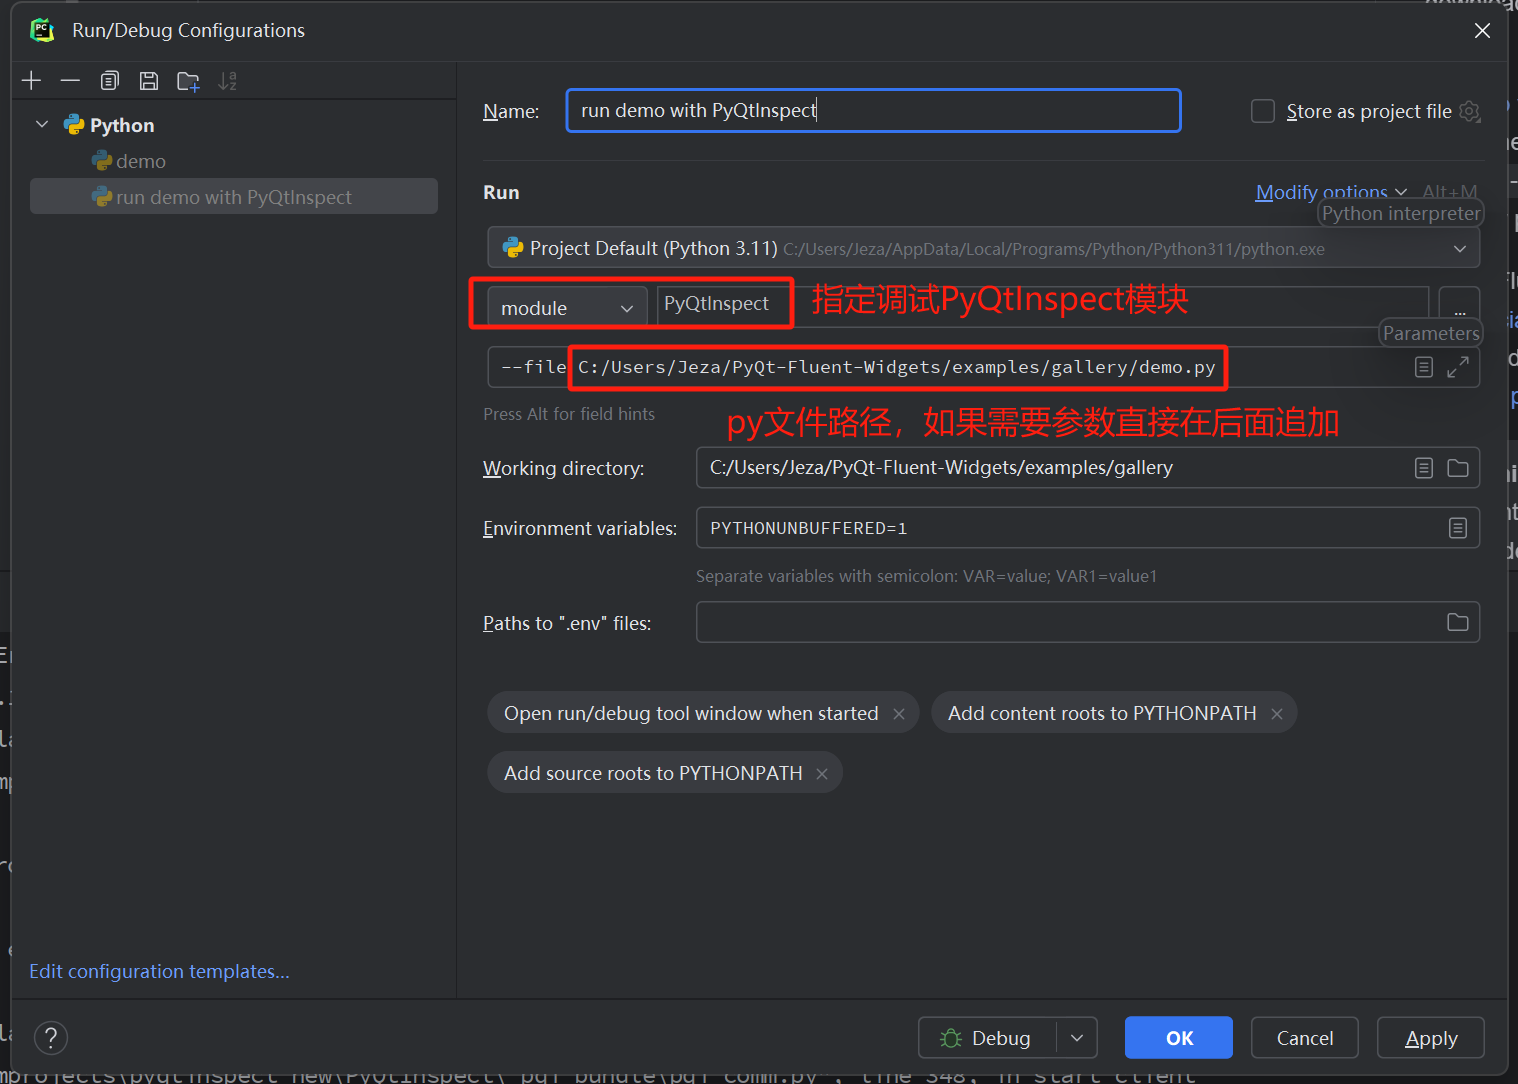 Run/Debug Configurations
Python
demo
run demo with PyQtInspect
Name:
run demo with PyQtInspect
Store as project file
Run
Modify options
Alt+M
Python interpreter
Project Default (Python 3.11) C:/Users/Jeza/AppData/Local/Programs/Python/Python311/python.exe
module
PyQtInspect
指定调试PyQtInspect模块
...
Parameters
--file C:/Users/Jeza/PyQt-Fluent-Widgets/examples/gallery/demo.py
Press Alt for field hints
py文件路径，如果需要参数直接在后面追加
Working directory:
C:/Users/Jeza/PyQt-Fluent-Widgets/examples/gallery
Environment variables:
PYTHONUNBUFFERED=1
Separate variables with semicolon: VAR=value; VAR1=value1
Paths to ".env" files:
Open run/debug tool window when started
Add content roots to PYTHONPATH
Add source roots to PYTHONPATH
Edit configuration templates...
?
Debug
OK
Cancel
Apply